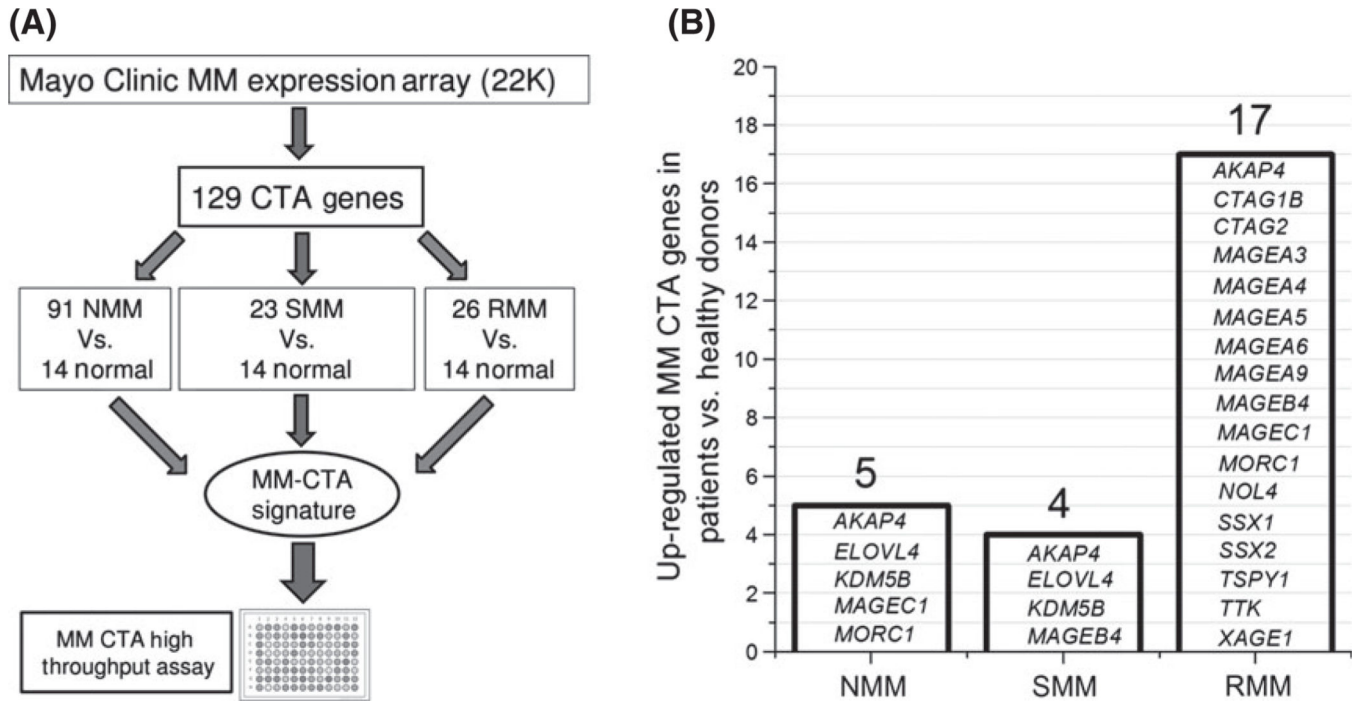 (A)
Mayo Clinic MM expression array (22K)
129 CTA genes
91 NMM
Vs.
14 normal
23 SMM
Vs.
14 normal
26 RMM
Vs.
14 normal
MM-CTA
signature
MM CTA high
throughput assay
(B)
Up-regulated MM CTA genes in
patients vs. healthy donors
20
18
16
14
12
10
8
6
4
2
0
5
AKAP4
ELOVL4
KDM5B
MAGEC1
MORC1
NMM
4
AKAP4
ELOVL4
KDM5B
MAGEB4
SMM
17
AKAP4
CTAG1B
CTAG2
MAGEA3
MAGEA4
MAGEA5
MAGEA6
MAGEA9
MAGEB4
MAGEC1
MORC1
NOL4
SSX1
SSX2
TSPY1
TTK
XAGE1
RMM